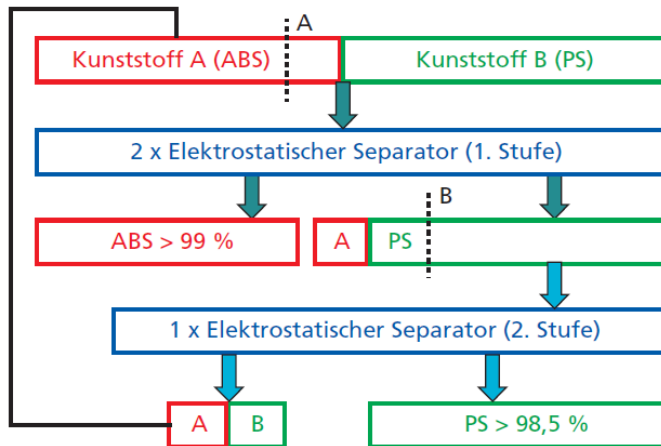 A
Kunststoff A (ABS)
Kunststoff B (PS)
2 x Elektrostatischer Separator (1. Stufe)
B
ABS > 99 %
A
PS
1 x Elektrostatischer Separator (2. Stufe)
A
B
PS > 98,5 %